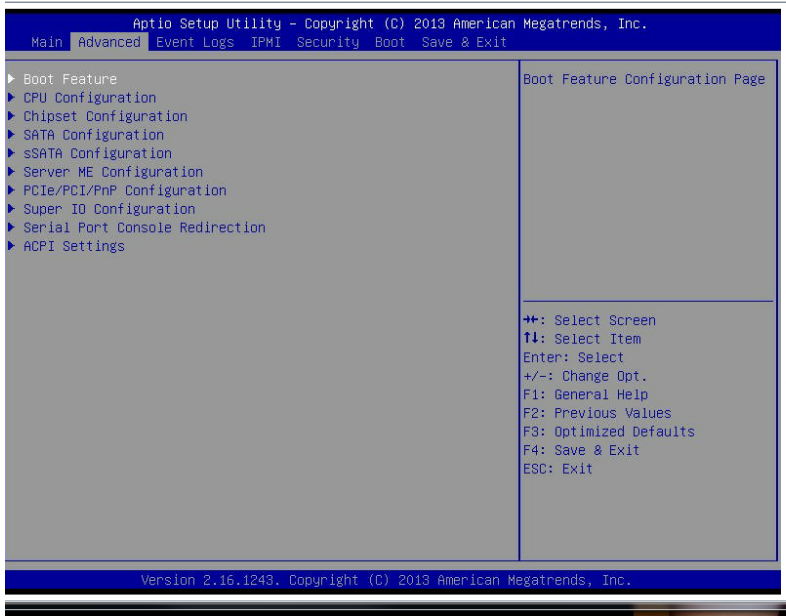 Aptio Setup Utility – Copyright (C) 2013 American Megatrends, Inc.
Main Advanced Event Logs IPMI Security Boot Save & Exit
Boot Feature
CPU Configuration
Chipset Configuration
SATA Configuration
sSATA Configuration
Server ME Configuration
PCIe/PCI/PnP Configuration
Super IO Configuration
Serial Port Console Redirection
ACPI Settings
Boot Feature Configuration Page
→←: Select Screen
↑↓: Select Item
Enter: Select
+/-: Change Opt.
F1: General Help
F2: Previous Values
F3: Optimized Defaults
F4: Save & Exit
ESC: Exit
Version 2.16.1243. Copyright (C) 2013 American Megatrends, Inc.